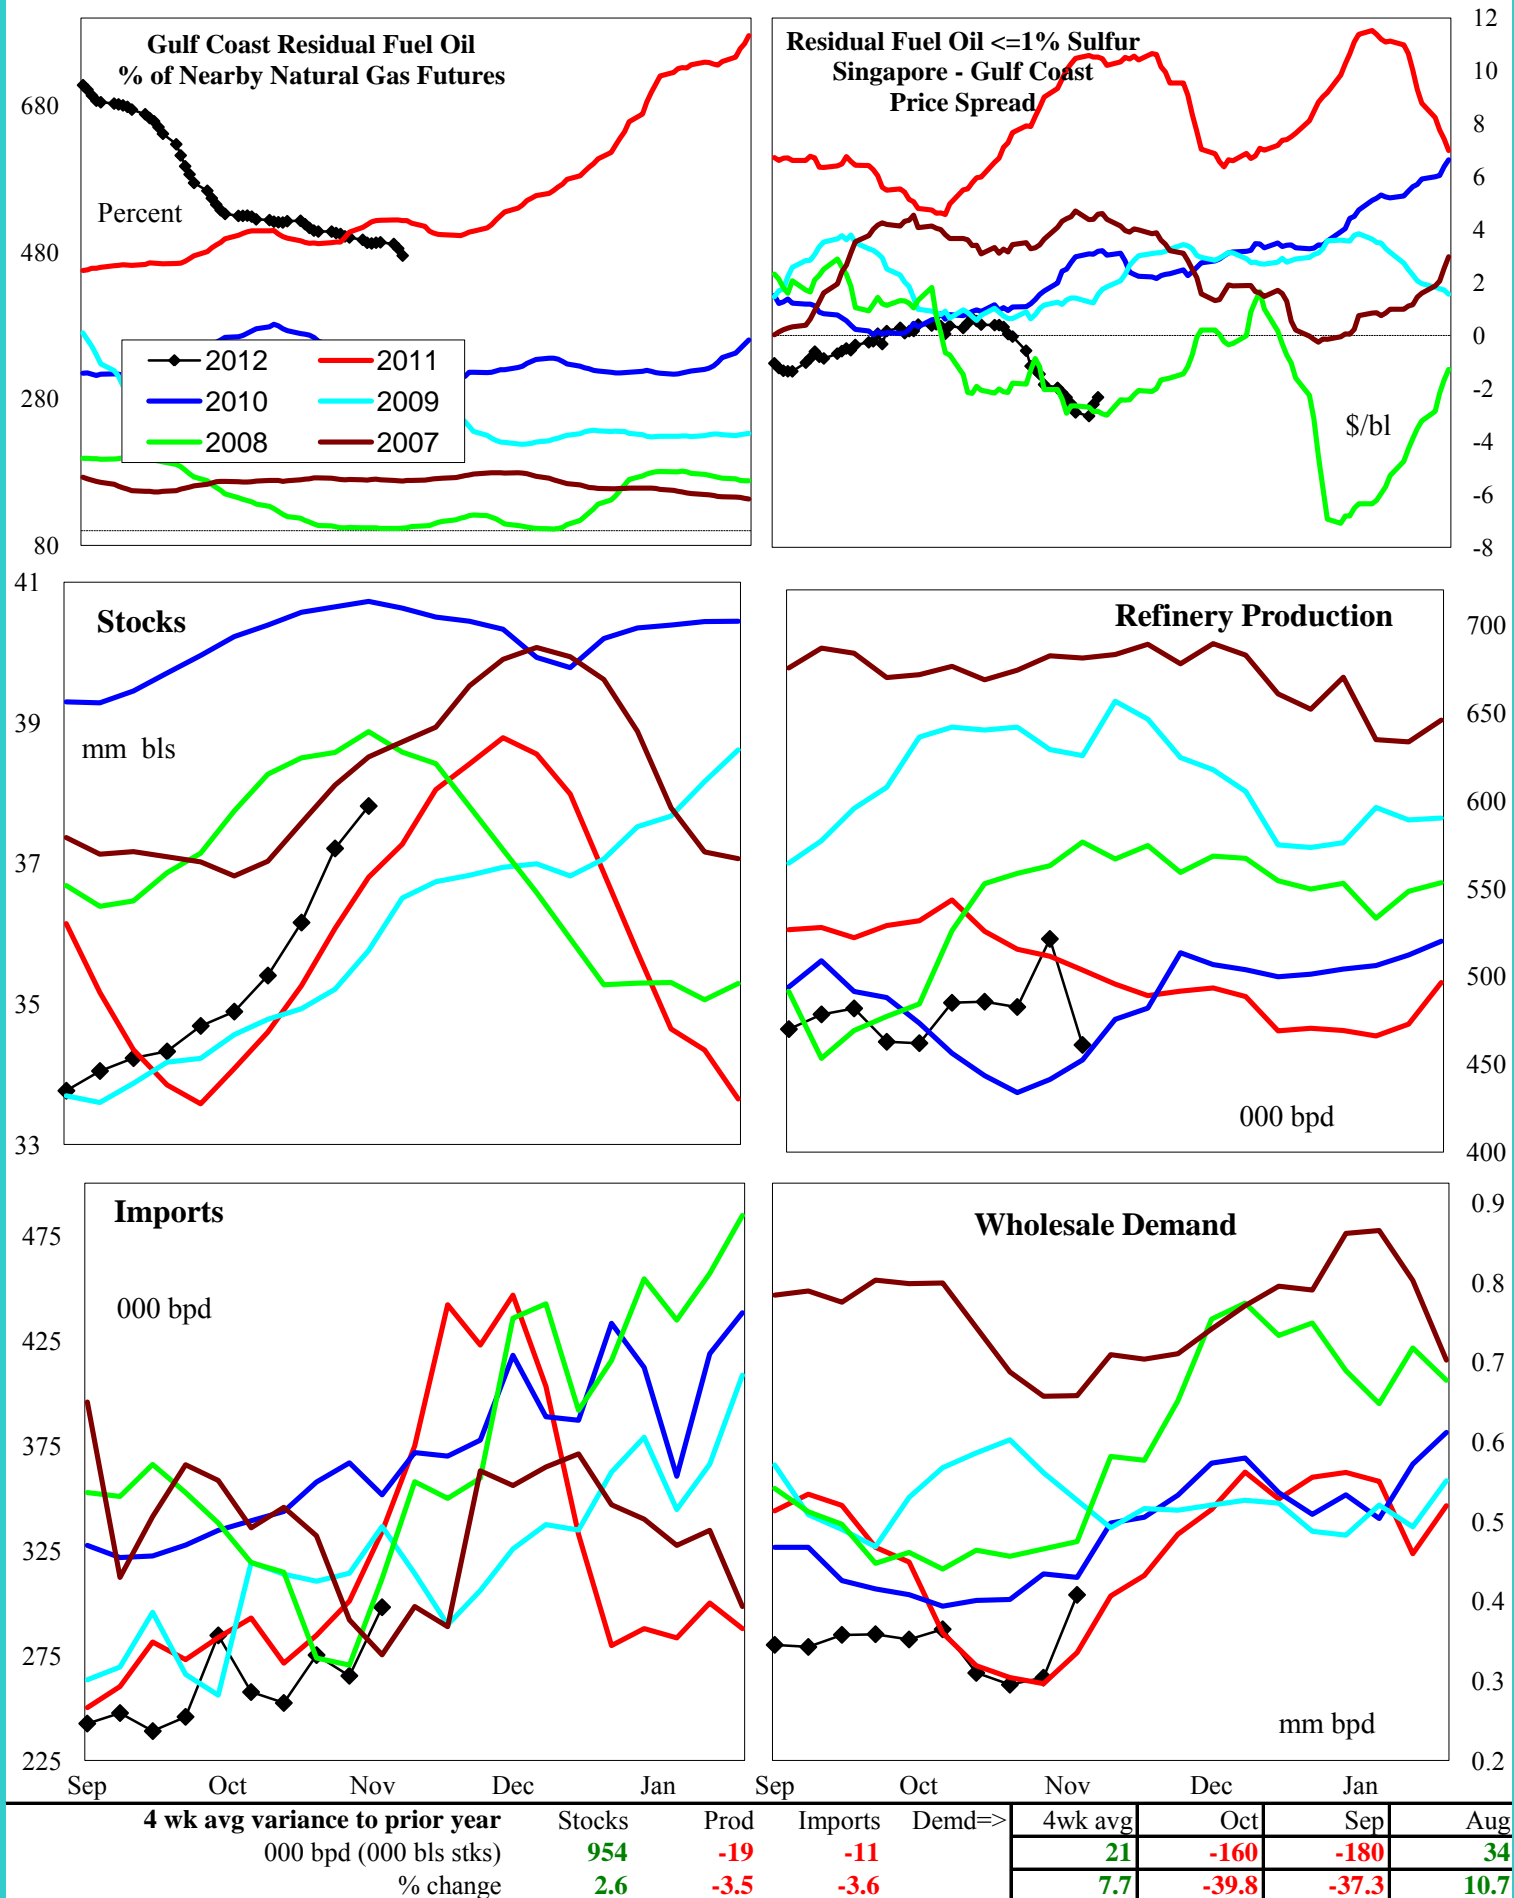 Gulf Coast Residual Fuel Oil
% of Nearby Natural Gas Futures
680
480
280
80
Percent
2012
2011
2010
2009
2008
2007
Residual Fuel Oil <=1% Sulfur
Singapore - Gulf Coast
Price Spread
12
10
8
6
4
2
0
-2
-4
-6
-8
$/bl
41
39
37
35
33
Stocks
mm bls
Refinery Production
700
650
600
550
500
450
400
000 bpd
Imports
000 bpd
475
425
375
325
275
225
Sep Oct Nov Dec Jan
Wholesale Demand
0.9
0.8
0.7
0.6
0.5
0.4
0.3
0.2
mm bpd
Sep Oct Nov Dec Jan
4 wk avg variance to prior year Stocks Prod Imports Demd=> 4wk avg Oct Sep Aug
000 bpd (000 bls stks) 954 -19 -11 21 -160 -180 34
% change 2.6 -3.5 -3.6 7.7 -39.8 -37.3 10.7